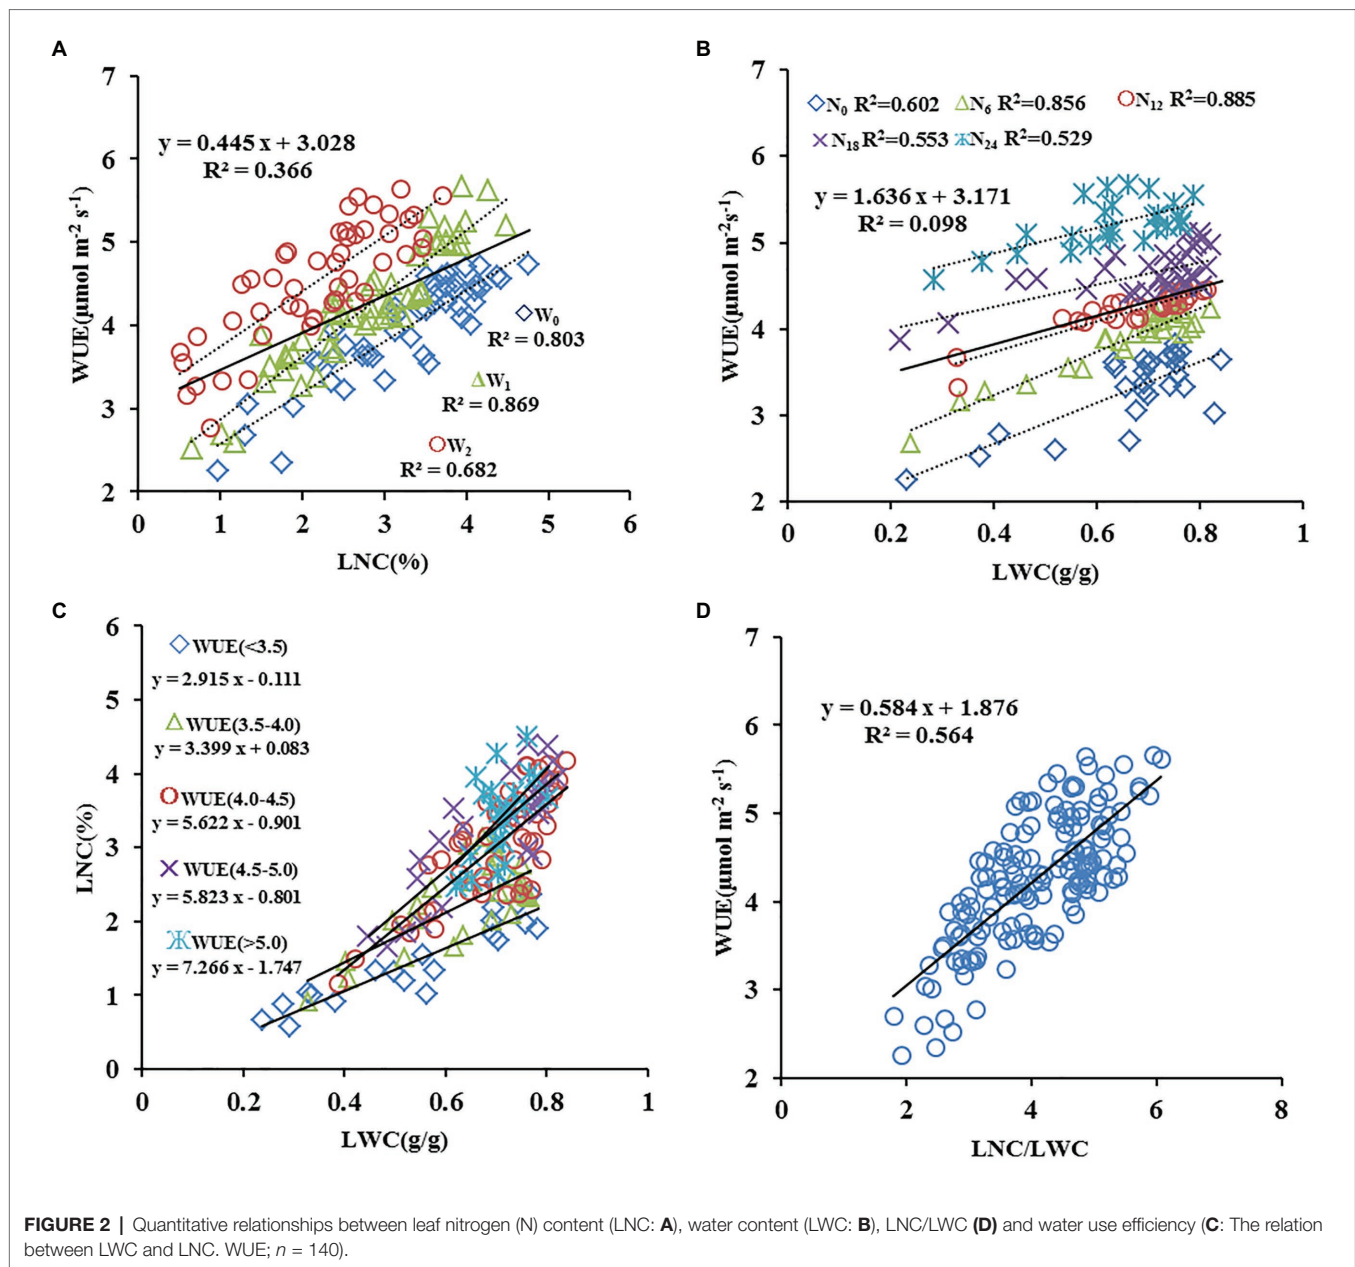 A
7
6
5
4
3
2
WUE(μmol m⁻² s⁻¹)
y = 0.445 x + 3.028
R² = 0.366
W₀
R² = 0.803
W₁
R² = 0.869
W₂
R² = 0.682
0 1 2 3 4 5 6
LNC(%)
B
7
6
5
4
3
2
WUE(μmol m⁻²s⁻¹)
N₀ R²=0.602 N₆ R²=0.856 N₁₂ R²=0.885
N₁₈ R²=0.553 N₂₄ R²=0.529
y = 1.636 x + 3.171
R² = 0.098
0 0.2 0.4 0.6 0.8 1
LWC(g/g)
C
6
5
4
3
2
1
0
LNC(%)
WUE(<3.5)
y = 2.915 x - 0.111
WUE(3.5-4.0)
y = 3.399 x + 0.083
WUE(4.0-4.5)
y = 5.622 x - 0.901
WUE(4.5-5.0)
y = 5.823 x - 0.801
WUE(>5.0)
y = 7.266 x - 1.747
0 0.2 0.4 0.6 0.8 1
LWC(g/g)
D
7
6
5
4
3
2
WUE(μmol m⁻² s⁻¹)
y = 0.584 x + 1.876
R² = 0.564
0 2 4 6 8
LNC/LWC
FIGURE 2 | Quantitative relationships between leaf nitrogen (N) content (LNC: A), water content (LWC: B), LNC/LWC (D) and water use efficiency (C: The relation
between LWC and LNC. WUE; n = 140).